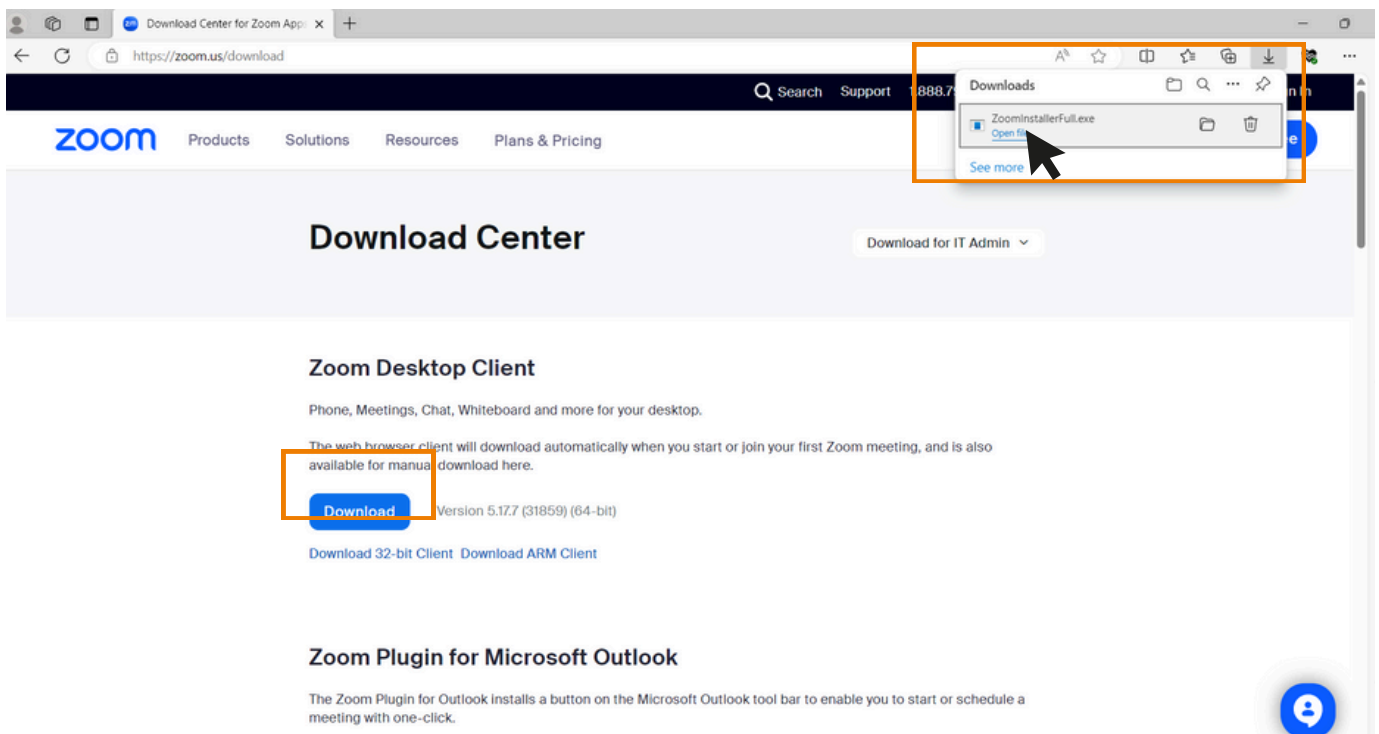 Download Center for Zoom App
https://zoom.us/download
Search Support 1.888.79
zoom Products Solutions Resources Plans & Pricing
Downloads
ZoomInstallerFull.exe
Open file
See more
Download Center
Download for IT Admin
Zoom Desktop Client
Phone, Meetings, Chat, Whiteboard and more for your desktop.
The web browser client will download automatically when you start or join your first Zoom meeting, and is also
available for manual download here.
Download Version 5.17.7 (31859) (64-bit)
Download 32-bit Client Download ARM Client
Zoom Plugin for Microsoft Outlook
The Zoom Plugin for Outlook installs a button on the Microsoft Outlook tool bar to enable you to start or schedule a
meeting with one-click.